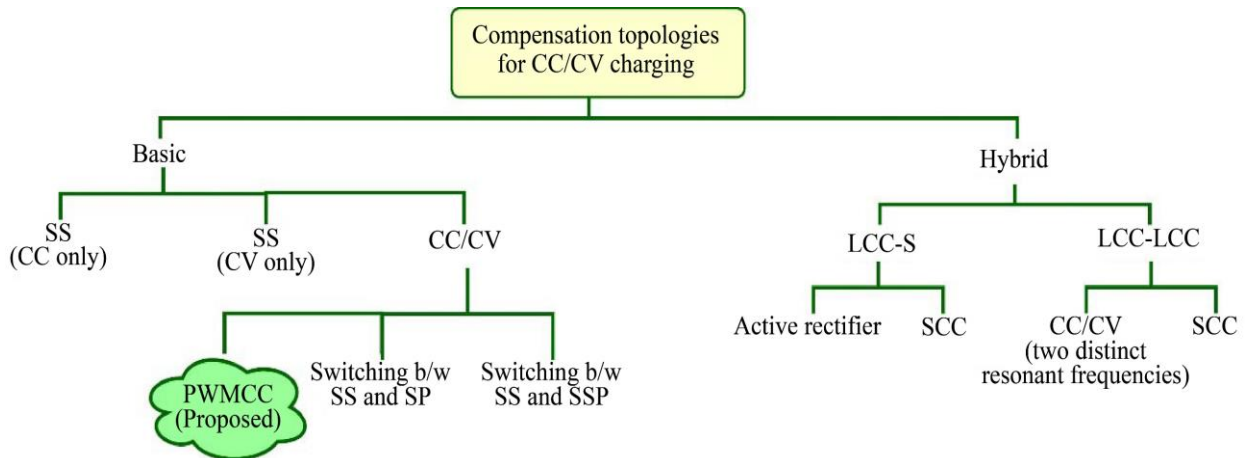 Compensation topologies
for CC/CV charging
Basic
Hybrid
SS
(CC only)
SS
(CV only)
CC/CV
LCC-S
LCC-LCC
PWMCC
(Proposed)
Switching b/w
SS and SP
Switching b/w
SS and SSP
Active rectifier
SCC
CC/CV
(two distinct
resonant frequencies)
SCC